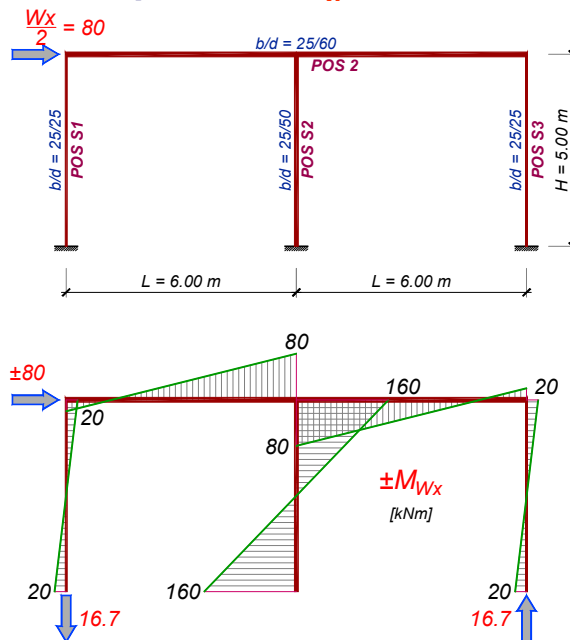 Wx/2 = 80
b/d = 25/60
POS 2
b/d = 25/25
POS S1
b/d = 25/50
POS S2
b/d = 25/25
POS S3
H = 5.00 m
L = 6.00 m
L = 6.00 m
80
±80
160
20
20
80
±M_Wx
[kNm]
20
160
20
16.7
16.7